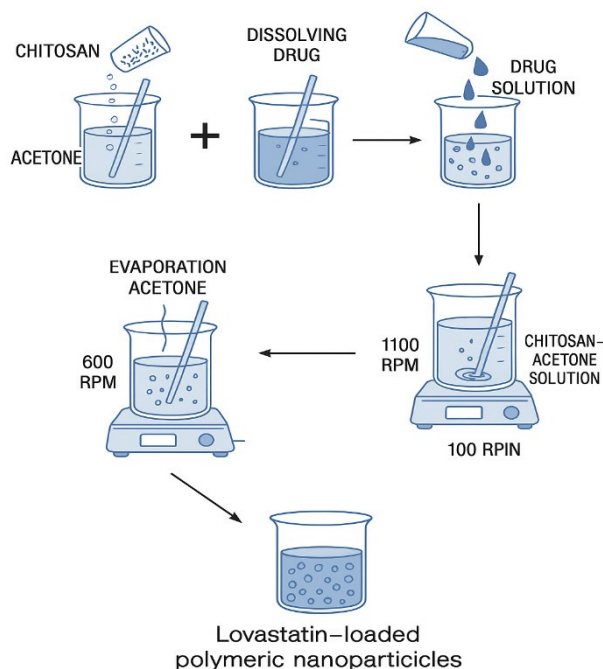 CHITOSAN
ACETONE
DISSOLVING
DRUG
DRUG
SOLUTION
EVAPORATION
ACETONE
600
RPM
1100
RPM
CHITOSAN–
ACETONE
SOLUTION
100 RPIN
Lovastatin–loaded
polymeric nanoparticicles